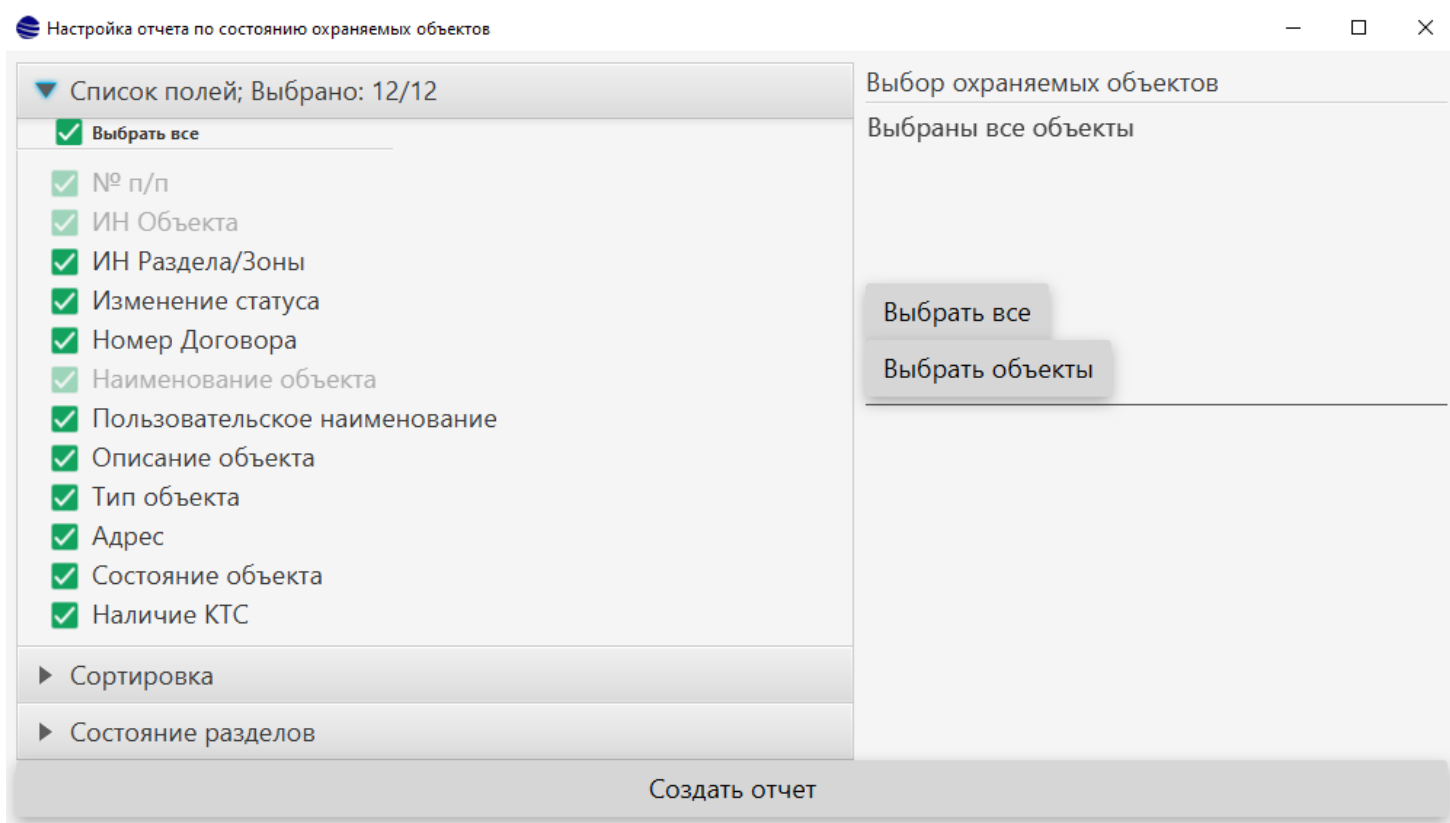 Настройка отчета по состоянию охраняемых объектов
Список полей; Выбрано: 12/12
Выбрать все
№ п/п
ИН Объекта
ИН Раздела/Зоны
Изменение статуса
Номер Договора
Наименование объекта
Пользовательское наименование
Описание объекта
Тип объекта
Адрес
Состояние объекта
Наличие КТС
Сортировка
Состояние разделов
Выбор охраняемых объектов
Выбраны все объекты
Выбрать все
Выбрать объекты
Создать отчет